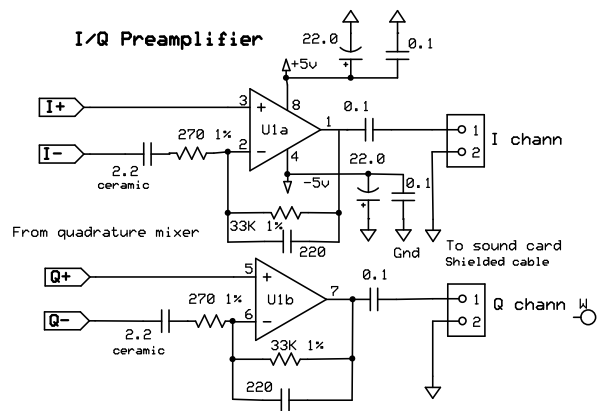 I/Q Preamplifier
22.0
0.1
+5v
I+
3
+
8
U1a
1
0.1
1
I chann
2
I-
270 1%
2
-
4
2.2
ceramic
-5v
22.0
0.1
33K 1%
220
Gnd
From quadrature mixer
To sound card
Shielded cable
Q+
5
+
U1b
7
0.1
1
Q chann
2
W
Q-
270 1%
6
-
2.2
ceramic
33K 1%
220